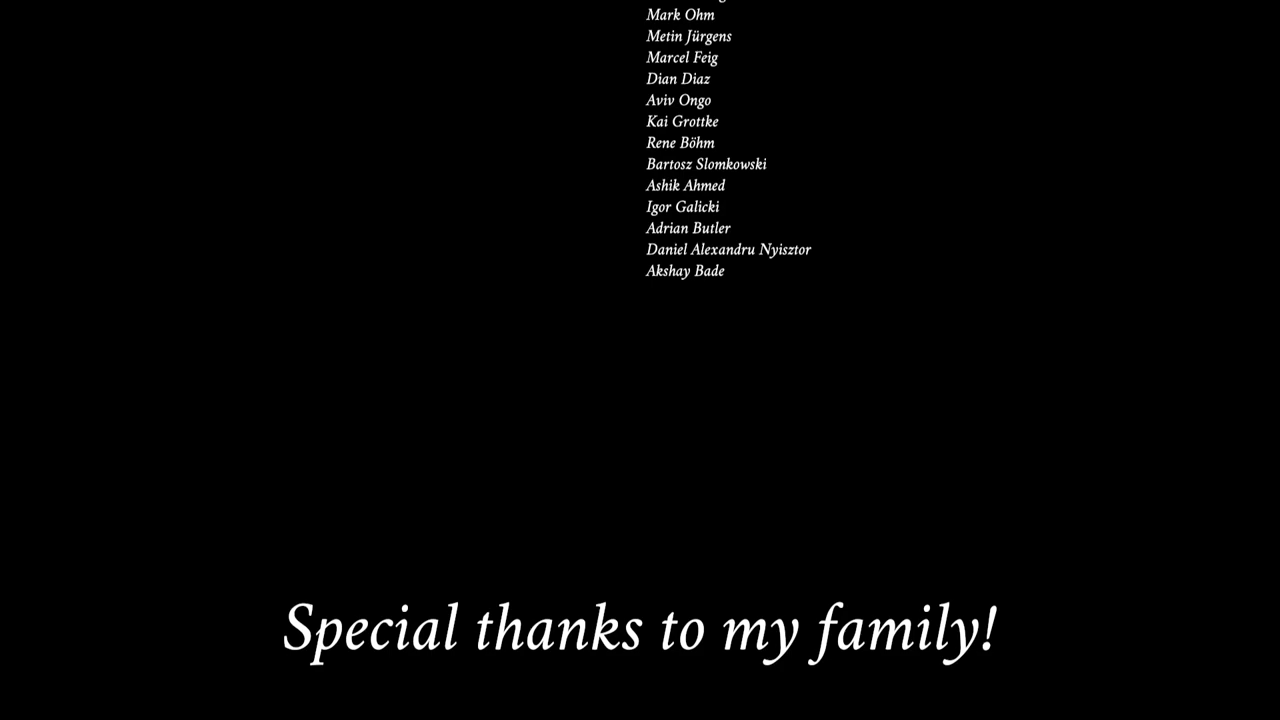 Mark Ohm
Metin Jürgens
Marcel Feig
Dian Diaz
Aviv Ongo
Kai Grottke
Rene Böhm
Bartosz Slomkowski
Ashik Ahmed
Igor Galicki
Adrian Butler
Daniel Alexandru Nyisztor
Akshay Bade
Special thanks to my family!